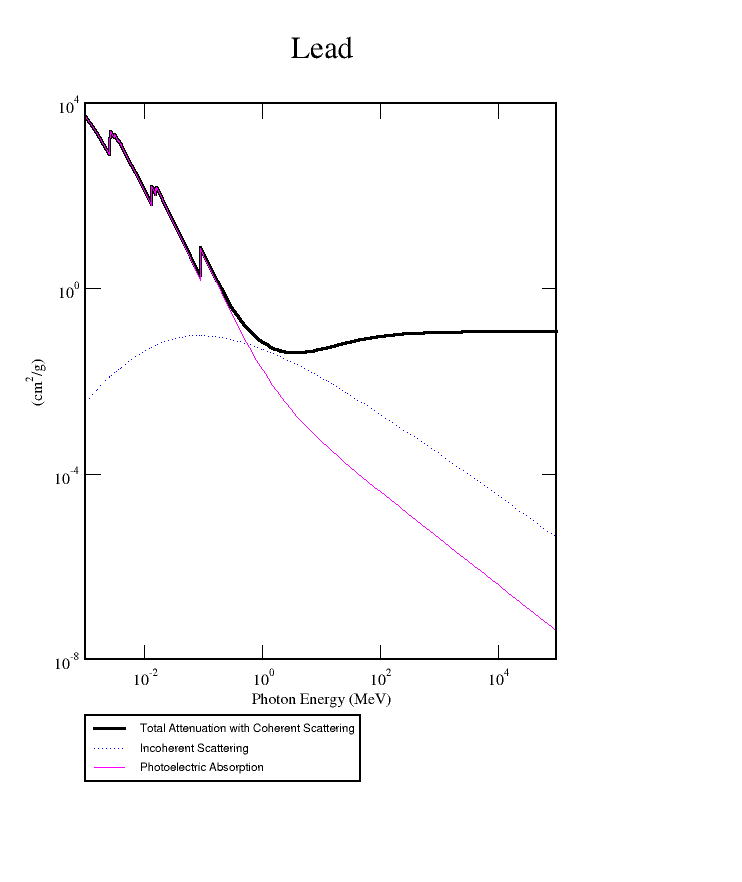 Lead
10^4
10^0
(cm^2/g)
10^-4
10^-8
10^-2 10^0 10^2 10^4
Photon Energy (MeV)
Total Attenuation with Coherent Scattering
Incoherent Scattering
Photoelectric Absorption